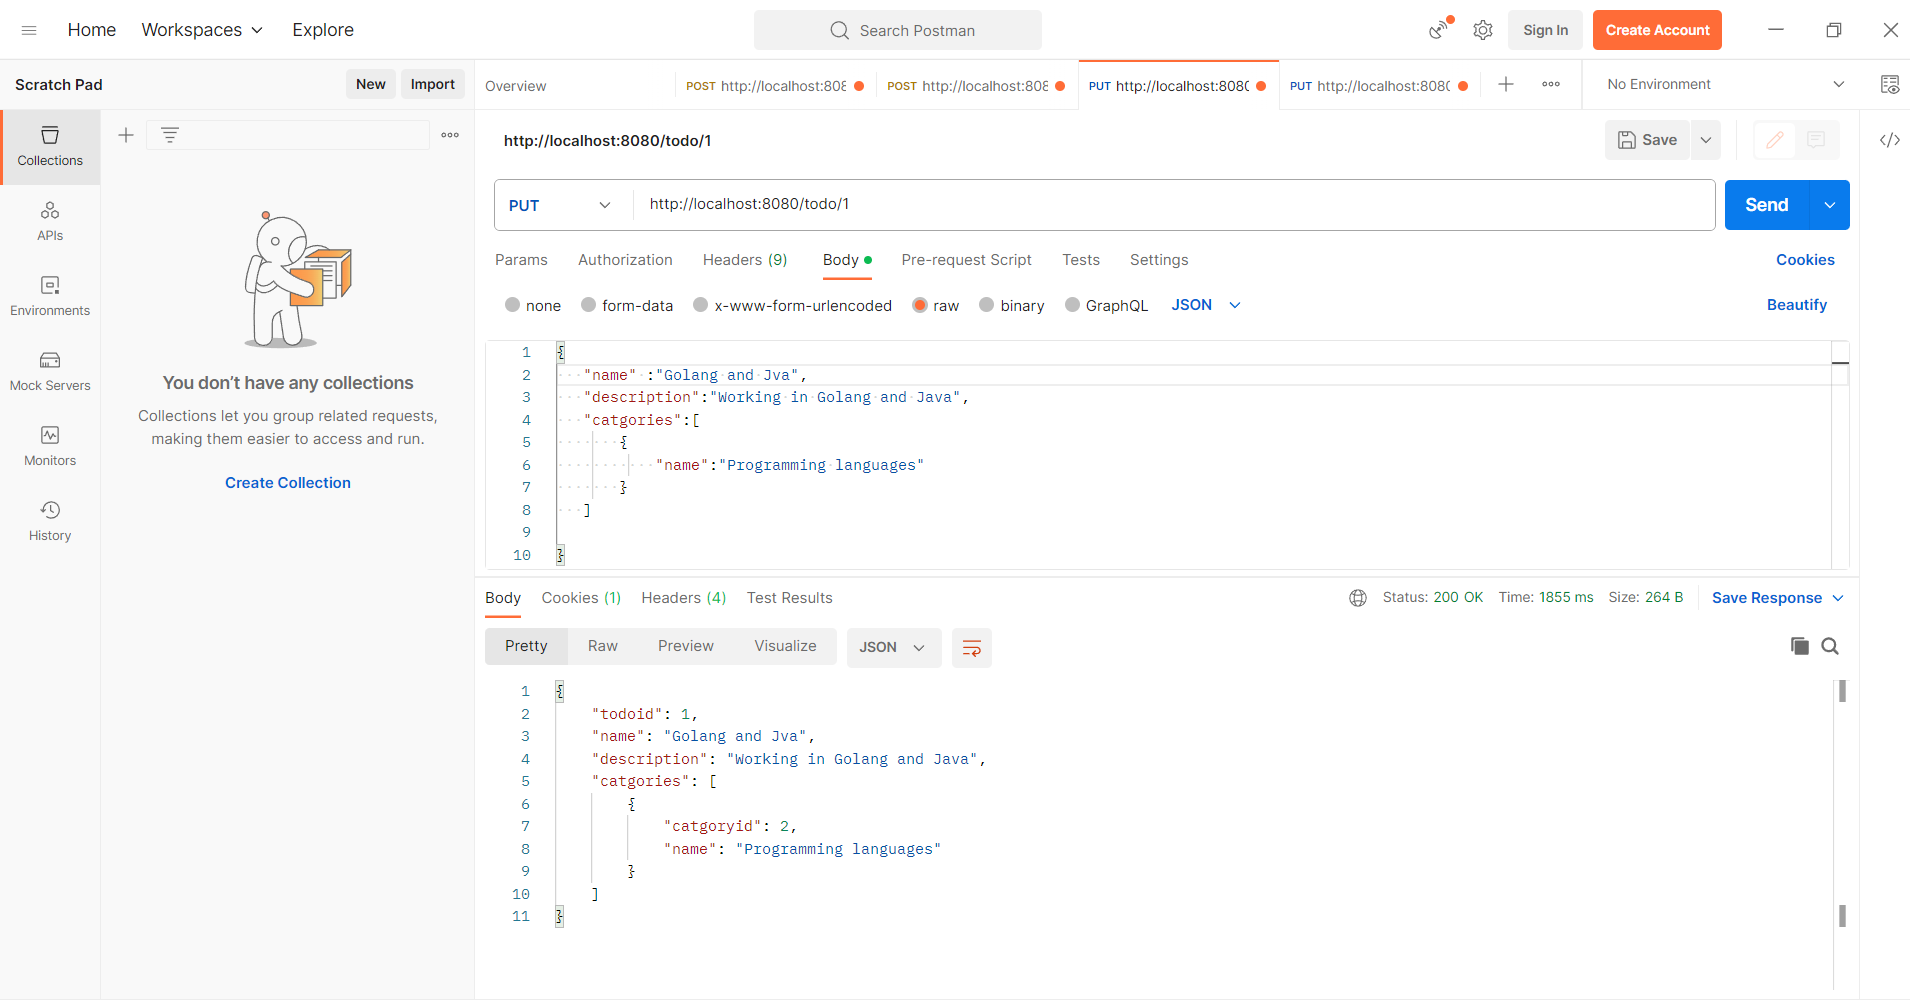 Home Workspaces Explore Search Postman Sign In Create Account
Scratch Pad New Import Overview POST http://localhost:808 POST http://localhost:808 PUT http://localhost:8080 PUT http://localhost:8080 No Environment
Collections
APIs
Environments
Mock Servers
Monitors
History
You don’t have any collections
Collections let you group related requests,
making them easier to access and run.
Create Collection
http://localhost:8080/todo/1 Save
PUT http://localhost:8080/todo/1 Send
Params Authorization Headers (9) Body Pre-request Script Tests Settings Cookies
none form-data x-www-form-urlencoded raw binary GraphQL JSON Beautify
1 {
2 "name" :"Golang and Jva",
3 "description":"Working in Golang and Java",
4 "catgories":[
5 {
6 "name":"Programming languages"
7 }
8 ]
9
10 }
Body Cookies (1) Headers (4) Test Results Status: 200 OK Time: 1855 ms Size: 264 B Save Response
Pretty Raw Preview Visualize JSON
1 {
2 "todoid": 1,
3 "name": "Golang and Jva",
4 "description": "Working in Golang and Java",
5 "catgories": [
6 {
7 "catgoryid": 2,
8 "name": "Programming languages"
9 }
10 ]
11 }